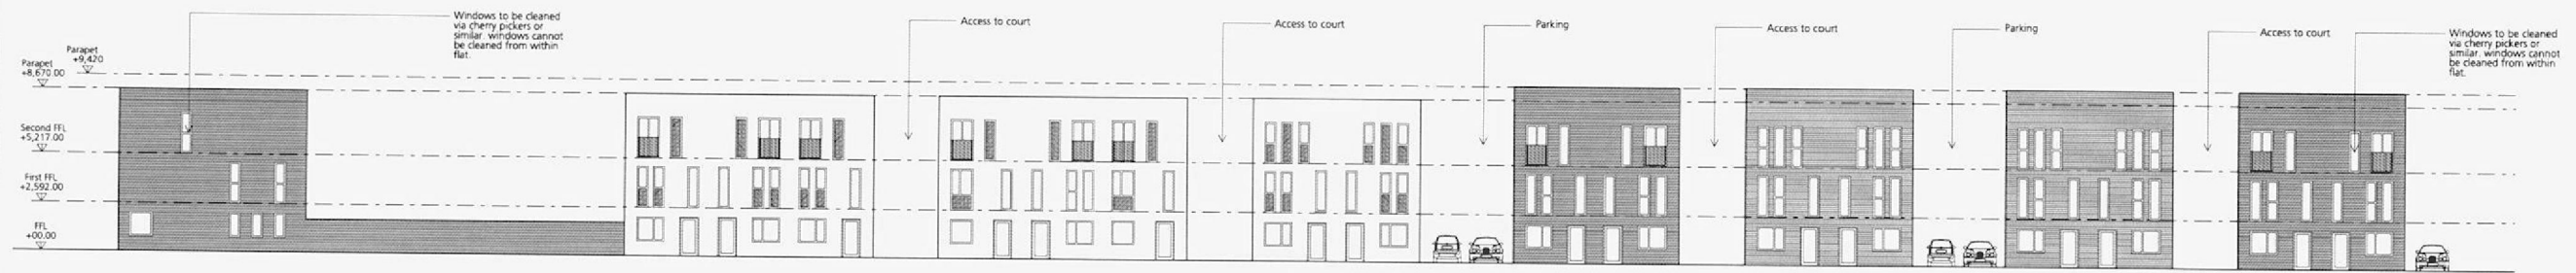 Windows to be cleaned
via cherry pickers or
similar. windows cannot
be cleaned from within
flat.
Access to court
Access to court
Parking
Access to court
Parking
Access to court
Windows to be cleaned
via cherry pickers or
similar. windows cannot
be cleaned from within
flat.
Parapet
+9,420
Parapet
+8,670.00
Second FFL
+5,217.00
First FFL
+2,592.00
FFL
+00.00